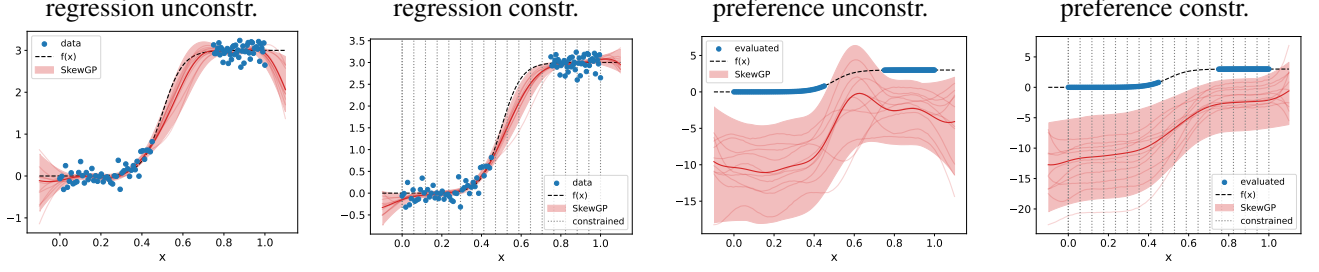 regression unconstr.
regression constr.
preference unconstr.
preference constr.
3
2
1
0
−1
0.0 0.2 0.4 0.6 0.8 1.0
x
data
f(x)
SkewGP
3.5
3.0
2.5
2.0
1.5
1.0
0.5
0.0
−0.5
0.0 0.2 0.4 0.6 0.8 1.0
x
data
f(x)
SkewGP
constrained
5
0
−5
−10
−15
0.0 0.2 0.4 0.6 0.8 1.0
x
evaluated
f(x)
SkewGP
5
0
−5
−10
−15
−20
0.0 0.2 0.4 0.6 0.8 1.0
x
evaluated
f(x)
SkewGP
constrained